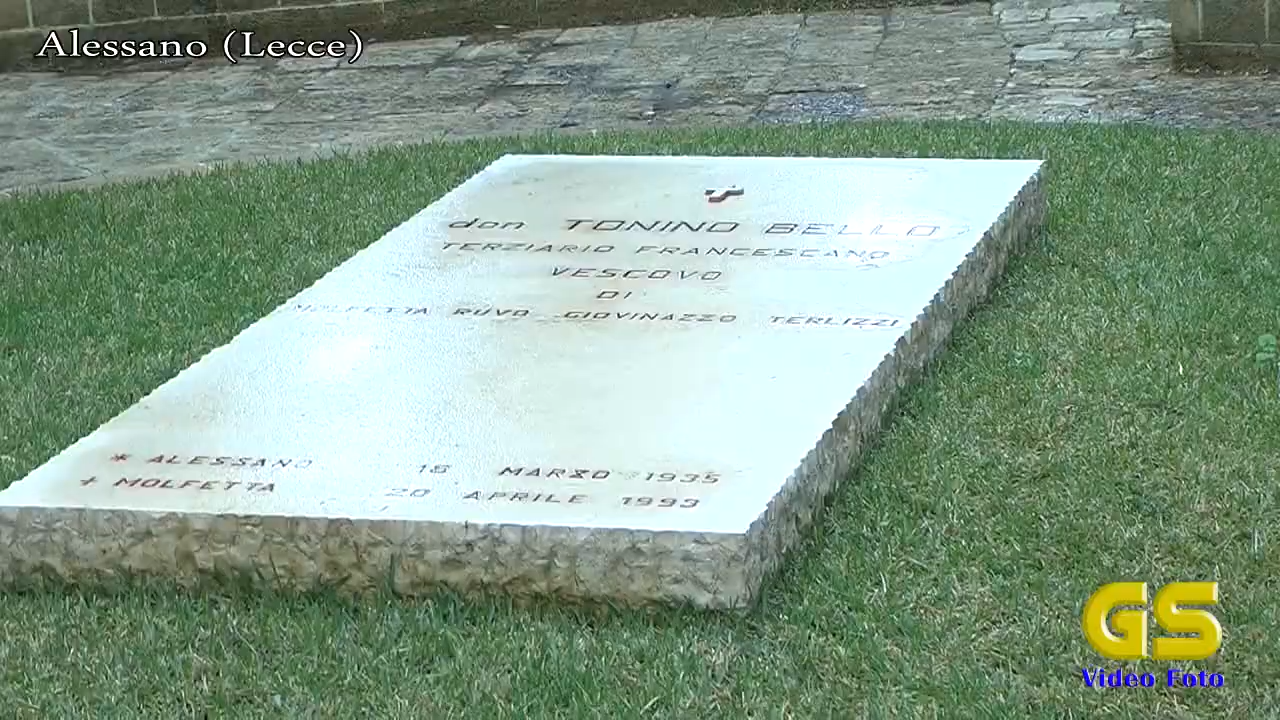 Alessano (Lecce)
don TONINO BELLO
TERZIARIO FRANCESCANO
VESCOVO
DI
MOLFETTA RUVO GIOVINAZZO TERLIZZI
* ALESSANO 18 MARZO 1935
+ MOLFETTA 20 APRILE 1993
GS
Video Foto